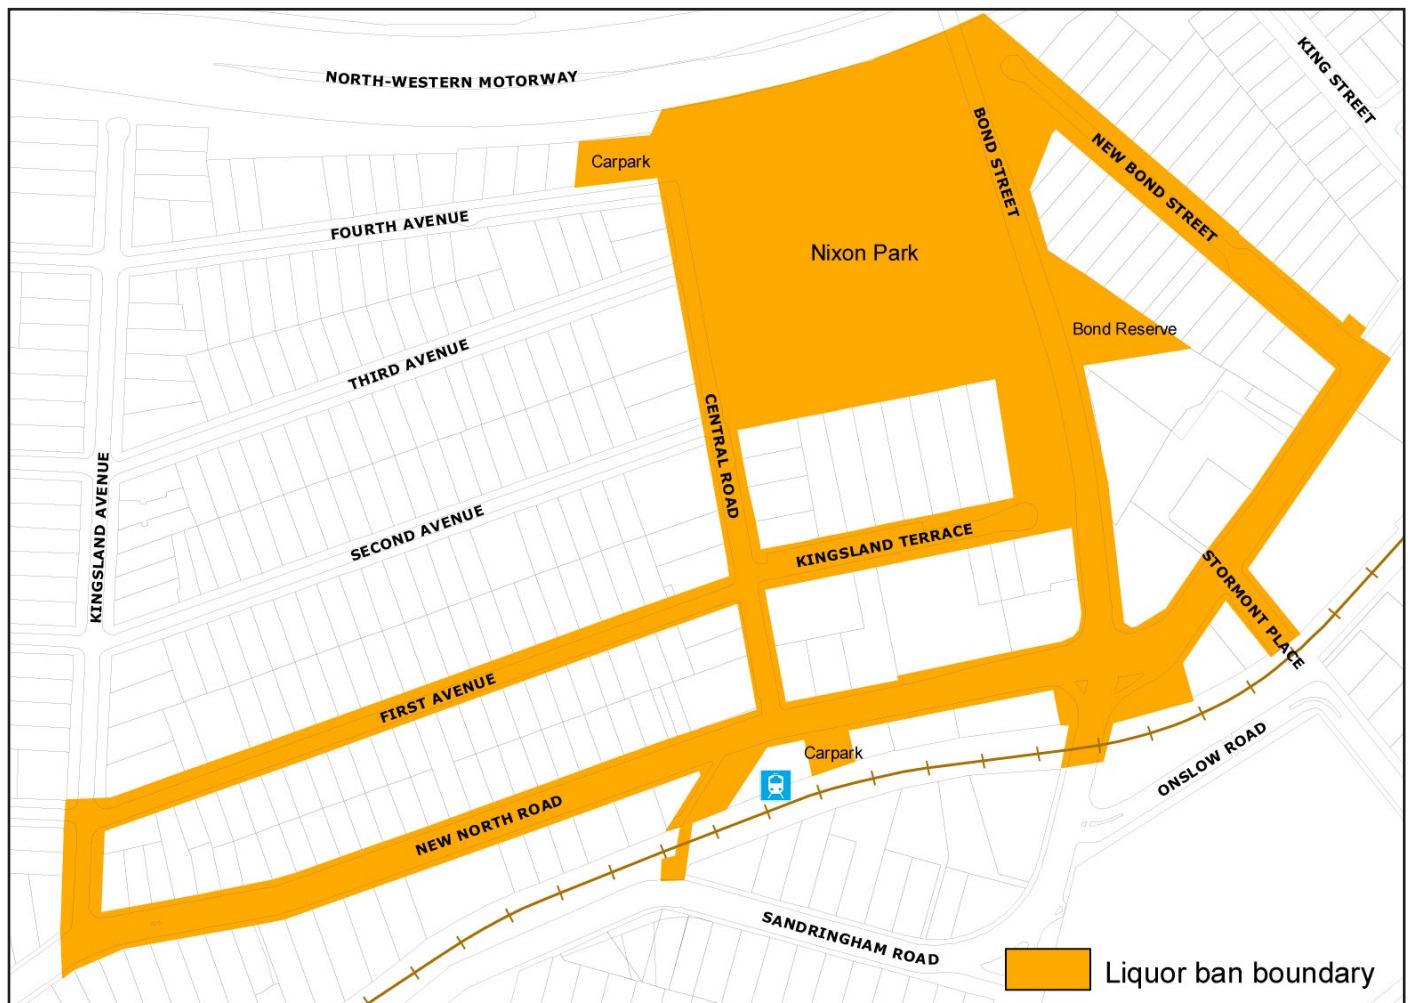 KING STREET
NORTH-WESTERN MOTORWAY
BOND STREET
NEW BOND STREET
Carpark
FOURTH AVENUE
Nixon Park
Bond Reserve
THIRD AVENUE
CENTRAL ROAD
KINGSLAND AVENUE
SECOND AVENUE
KINGSLAND TERRACE
STORMONT PLACE
FIRST AVENUE
Carpark
ONSLOW ROAD
NEW NORTH ROAD
SANDRINGHAM ROAD
Liquor ban boundary